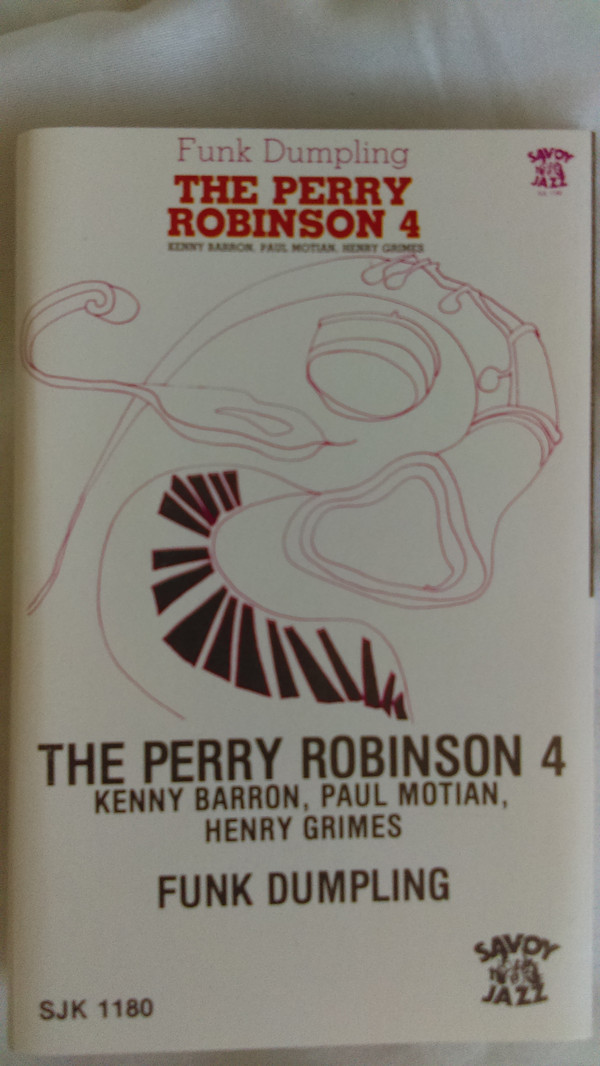 Funk Dumpling
SAVOY
JAZZ
THE PERRY
ROBINSON 4
KENNY BARRON, PAUL MOTIAN, HENRY GRIMES
THE PERRY ROBINSON 4
KENNY BARRON, PAUL MOTIAN,
HENRY GRIMES
FUNK DUMPLING
SAVOY
JAZZ
SJK 1180